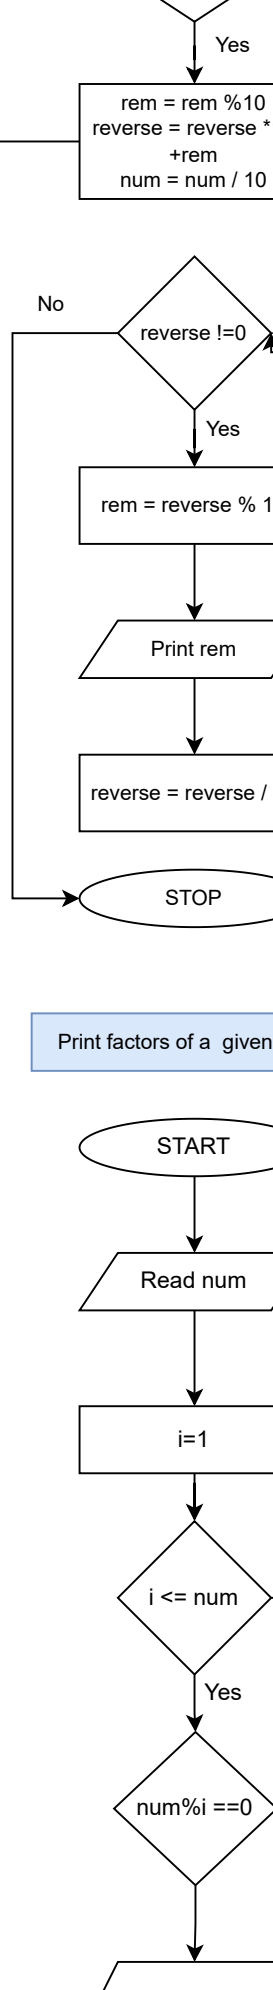 Yes
rem = rem %10
reverse = reverse *
+rem
num = num / 10
No
reverse !=0
Yes
rem = reverse % 1
Print rem
reverse = reverse /
STOP
Print factors of a given
START
Read num
i=1
i <= num
Yes
num%i ==0